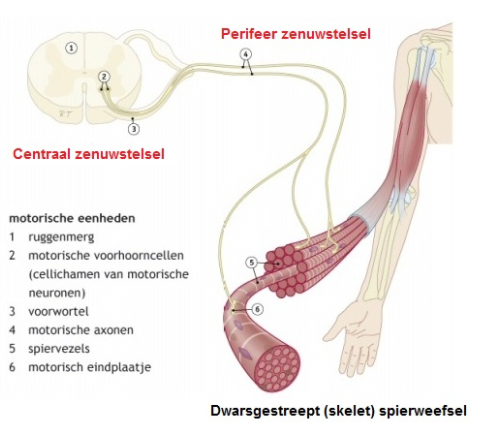 Perifeer zenuwstelsel
1
4
2
3
Centraal zenuwstelsel
motorische eenheden
1 ruggenmerg
2 motorische voorhoorncellen
(cellichamen van motorische
neuronen)
3 voorwortel
4 motorische axonen
5 spiervezels
6 motorisch eindplaatje
5
6
Dwarsgestreept (skelet) spierweefsel